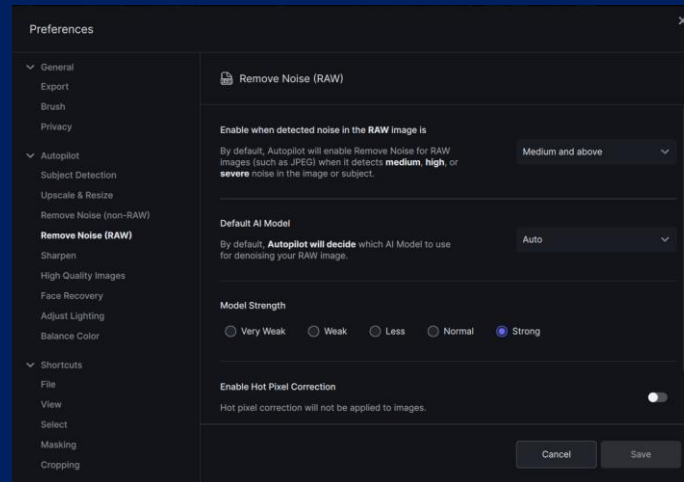 Preferences
General
Export
Brush
Privacy
Autopilot
Subject Detection
Upscale & Resize
Remove Noise (non-RAW)
Remove Noise (RAW)
Sharpen
High Quality Images
Face Recovery
Adjust Lighting
Balance Color
Shortcuts
File
View
Select
Masking
Cropping
Remove Noise (RAW)
Enable when detected noise in the RAW image is
By default, Autopilot will enable Remove Noise for RAW
images (such as JPEG) when it detects medium, high, or
severe noise in the image or subject.
Medium and above
Default AI Model
By default, Autopilot will decide which AI Model to use
for denoising your RAW image.
Auto
Model Strength
Very Weak Weak Less Normal Strong
Enable Hot Pixel Correction
Hot pixel correction will not be applied to images.
Cancel Save